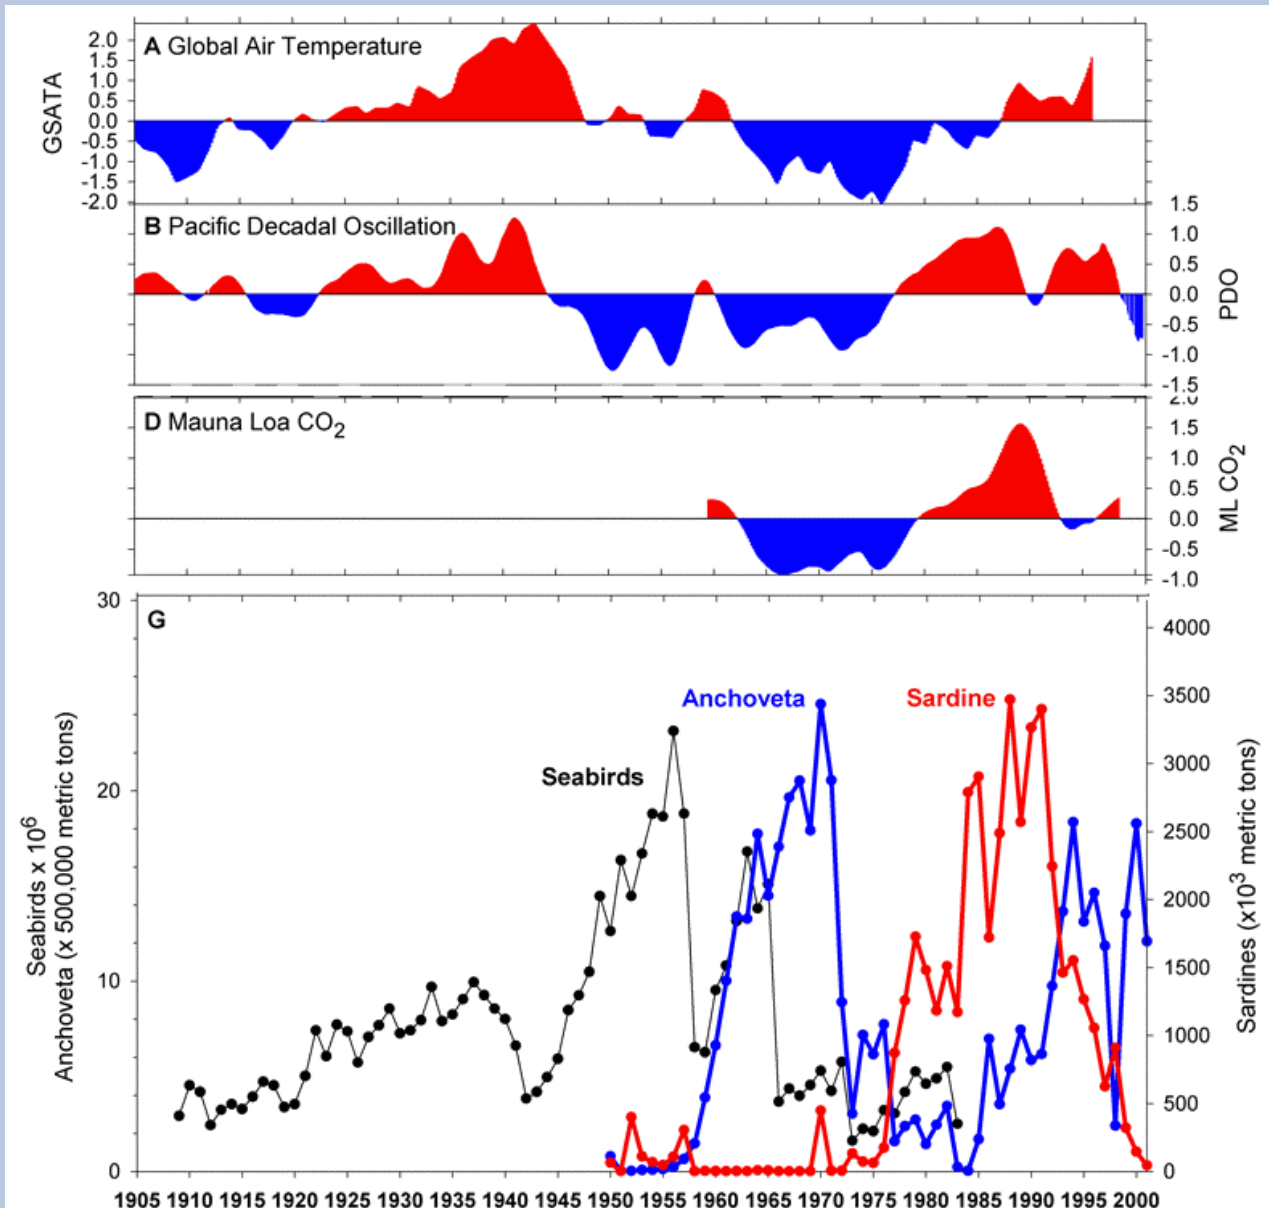 A Global Air Temperature
GSATA
2.0
1.5
1.0
0.5
0.0
-0.5
-1.0
-1.5
-2.0
B Pacific Decadal Oscillation
PDO
1.5
1.0
0.5
0.0
-0.5
-1.0
-1.5
D Mauna Loa CO2
ML CO2
2.0
1.5
1.0
0.5
0.0
-0.5
-1.0
G
Seabirds x 106
Anchoveta (x 500,000 metric tons)
30
20
10
0
Seabirds
Anchoveta
Sardine
4000
3500
3000
2500
2000
1500
1000
500
0
Sardines (x103 metric tons)
1905 1910 1915 1920 1925 1930 1935 1940 1945 1950 1955 1960 1965 1970 1975 1980 1985 1990 1995 2000